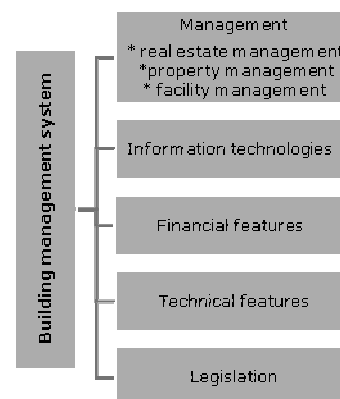 Building management system
Management
* real estate management
*property management
* facility management
Information technologies
Financial features
Technical features
Legislation